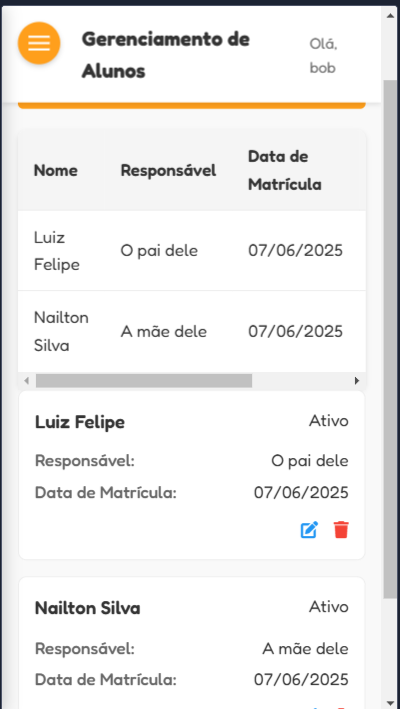 Gerenciamento de
Alunos
Olá,
bob
Nome
Responsável
Data de
Matrícula
Luiz
Felipe
O pai dele
07/06/2025
Nailton
Silva
A mãe dele
07/06/2025
Luiz Felipe
Ativo
Responsável:
O pai dele
Data de Matrícula:
07/06/2025
Nailton Silva
Ativo
Responsável:
A mãe dele
Data de Matrícula:
07/06/2025